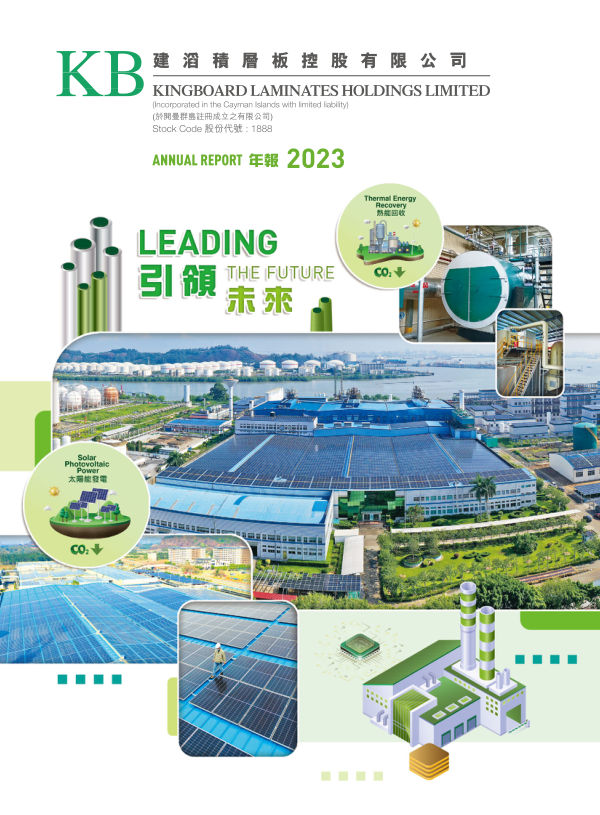 KB
建滔積層板控股有限公司
KINGBOARD LAMINATES HOLDINGS LIMITED
(Incorporated in the Cayman Islands with limited liability)
(於開曼群島註冊成立之有限公司)
Stock Code 股份代號 : 1888
ANNUAL REPORT 年報 2023
Thermal Energy
Recovery
熱能回收
CO₂
LEADING
THE FUTURE
引領
未來
Solar
Photovoltaic
Power
太陽能發電
CO₂